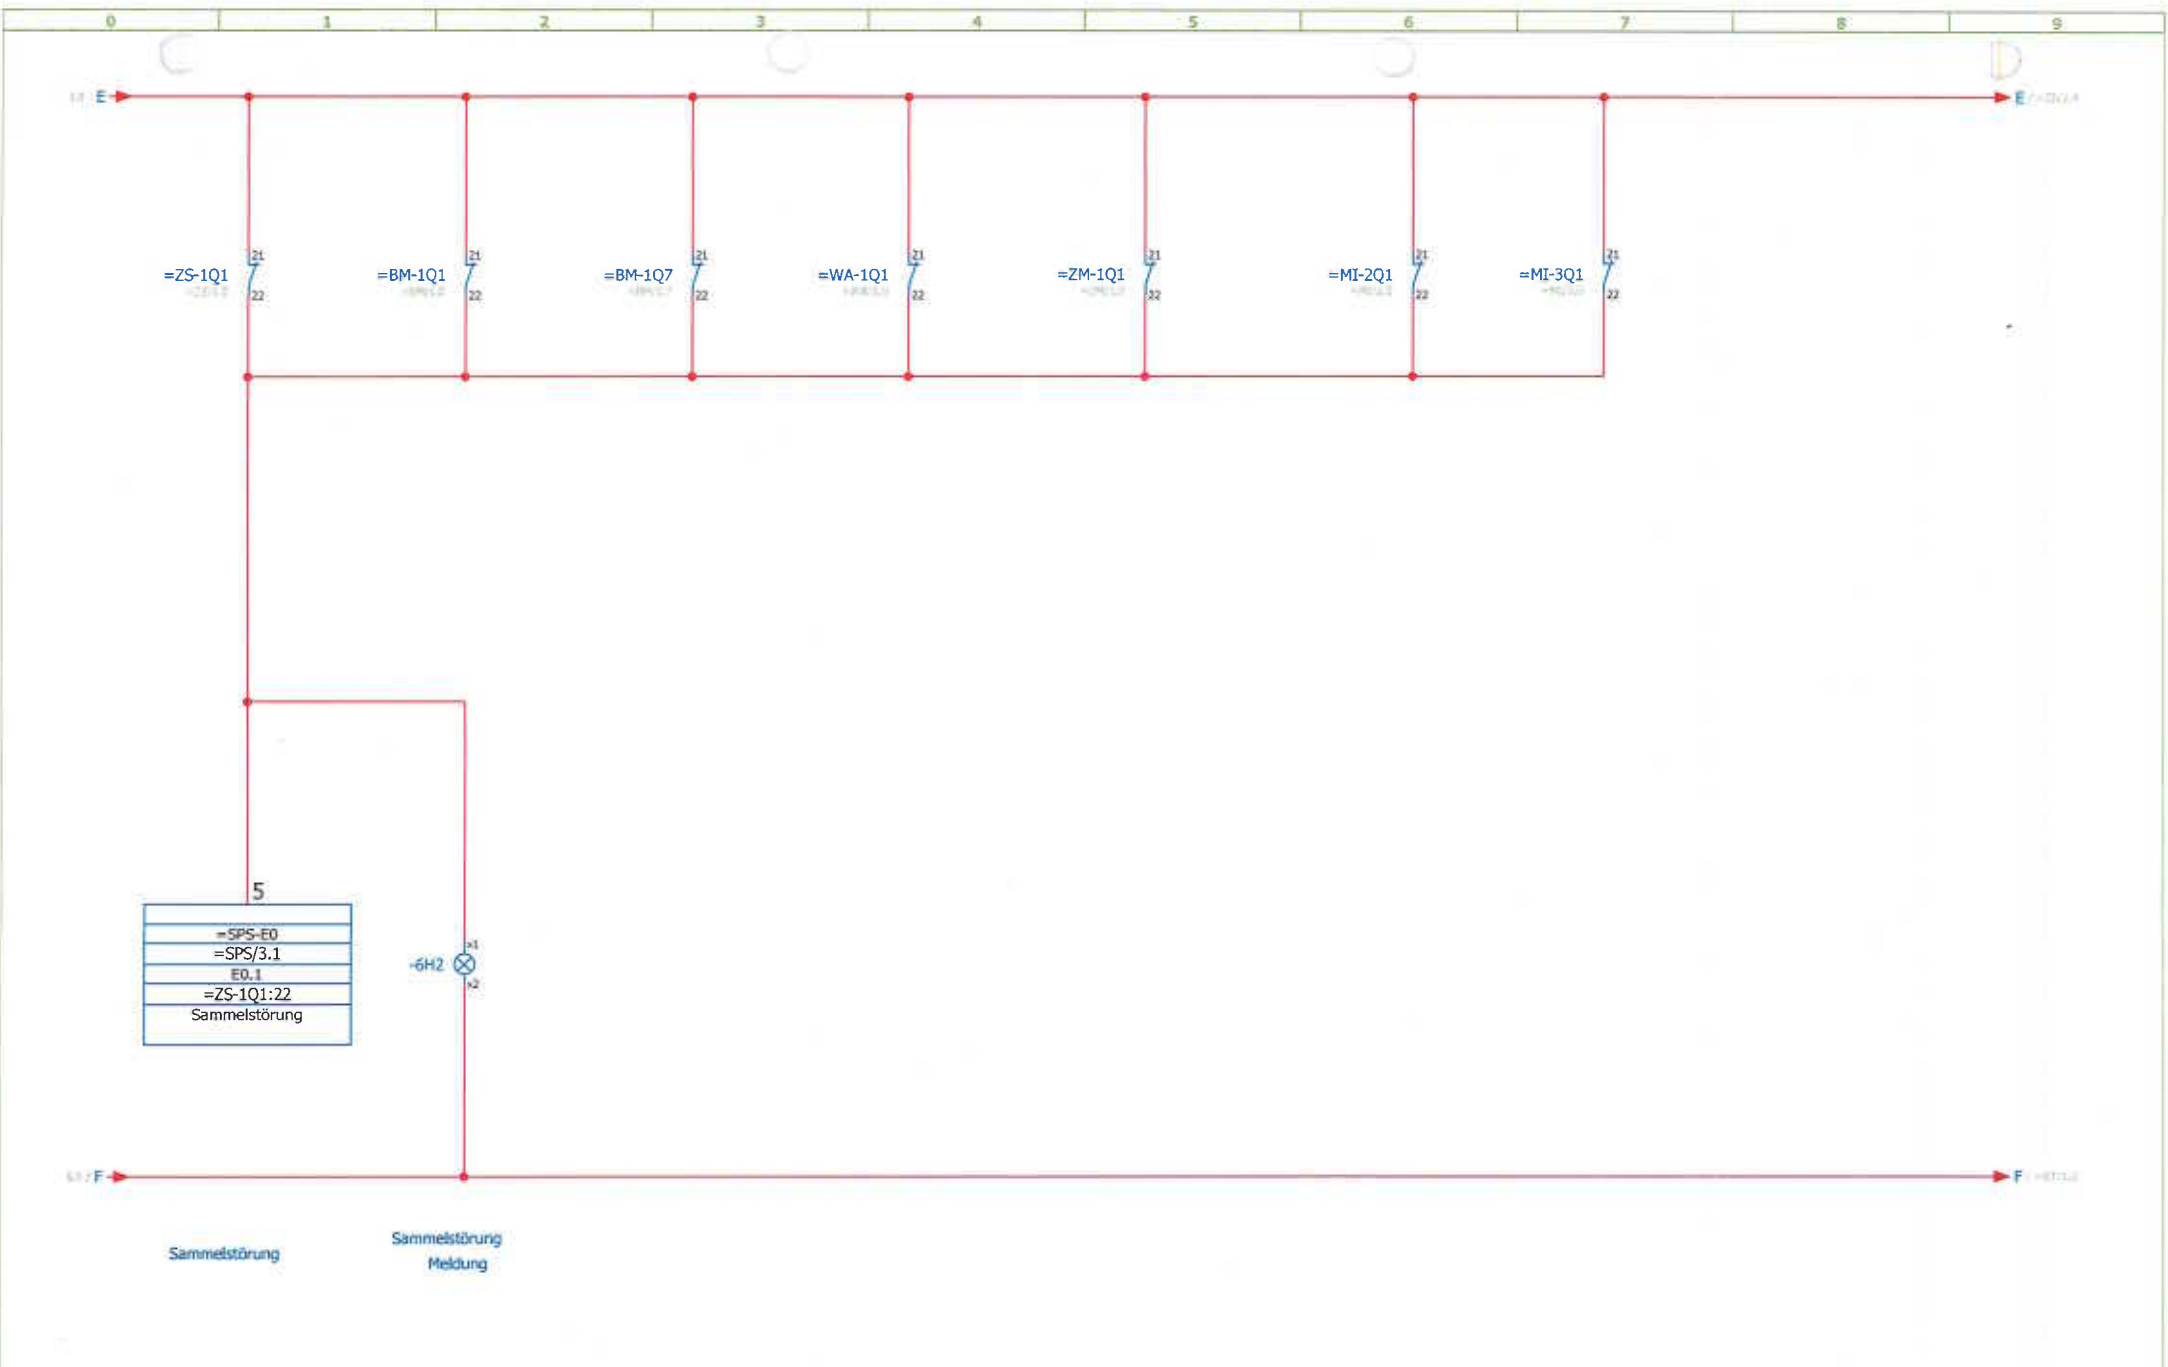 0 1 2 3 4 5 6 7 8 9
E E
21 21 21 21 21 21 21
=ZS-1Q1 =BM-1Q1 =BM-1Q7 =WA-1Q1 =ZM-1Q1 =MI-2Q1 =MI-3Q1
22 22 22 22 22 22 22
5
=SPS-E0
=SPS/3.1
E0.1
=ZS-1Q1:22
Sammelstörung
x1
-6H2
x2
F F
Sammelstörung
Sammelstörung
Meldung